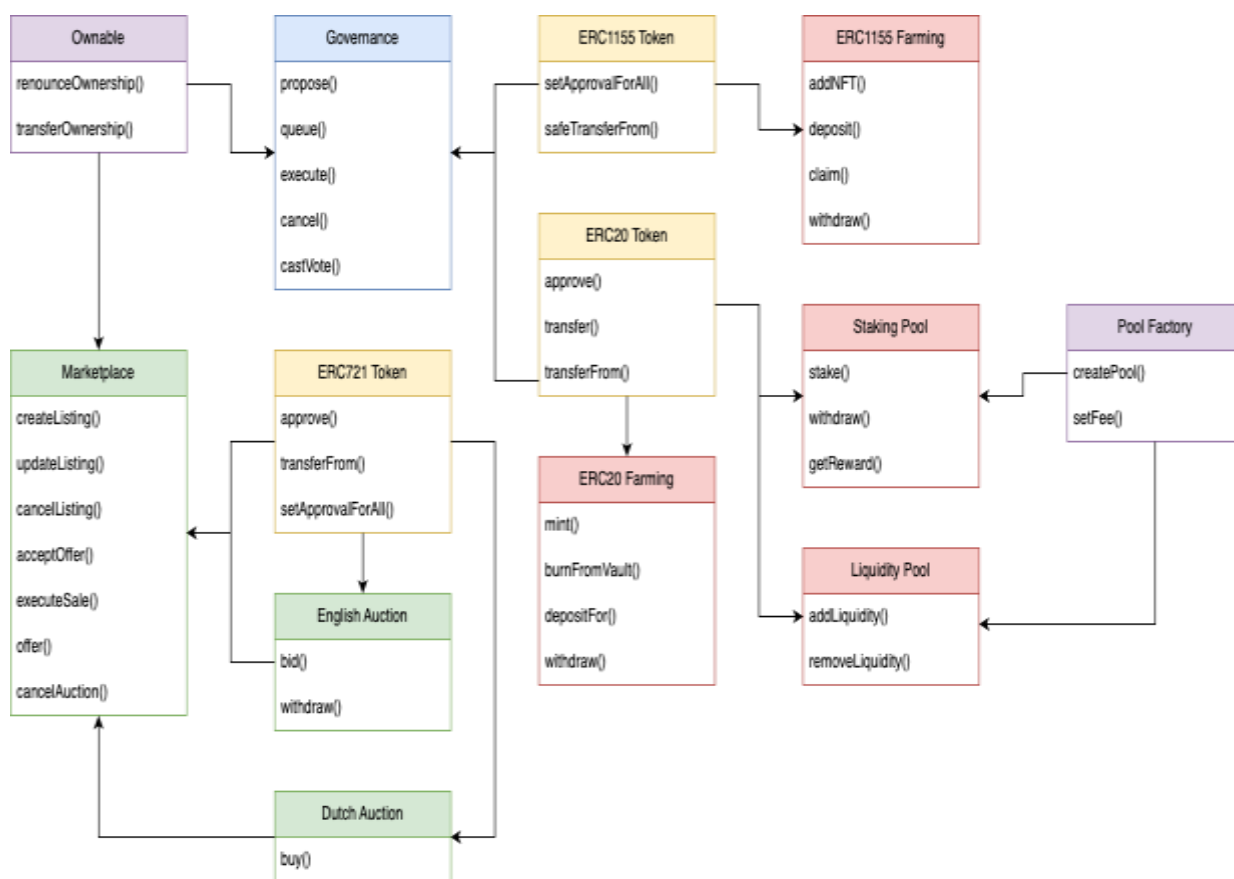 Ownable
renounceOwnership()
transferOwnership()
Governance
propose()
queue()
execute()
cancel()
castVote()
ERC1155 Token
setApprovalForAll()
safeTransferFrom()
ERC1155 Farming
addNFT()
deposit()
claim()
withdraw()
ERC20 Token
approve()
transfer()
transferFrom()
Staking Pool
stake()
withdraw()
getReward()
Pool Factory
createPool()
setFee()
Marketplace
createListing()
updateListing()
cancelListing()
acceptOffer()
executeSale()
offer()
cancelAuction()
ERC721 Token
approve()
transferFrom()
setApprovalForAll()
ERC20 Farming
mint()
burnFromVault()
depositFor()
withdraw()
Liquidity Pool
addLiquidity()
removeLiquidity()
English Auction
bid()
withdraw()
Dutch Auction
buy()